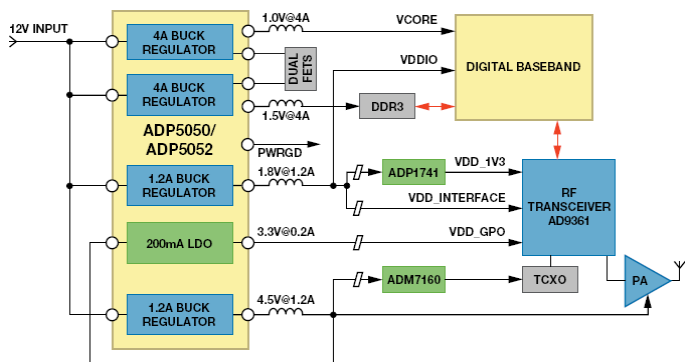 12V INPUT
4A BUCK
REGULATOR
1.0V@4A
VCORE
DUAL
FETS
4A BUCK
REGULATOR
1.5V@4A
DDR3
VDDIO
DIGITAL BASEBAND
ADP5050/
ADP5052
PWRGD
1.2A BUCK
REGULATOR
1.8V@1.2A
ADP1741
VDD_1V3
VDD_INTERFACE
RF
TRANSCEIVER
AD9361
200mA LDO
3.3V@0.2A
VDD_GPO
ADM7160
TCXO
PA
1.2A BUCK
REGULATOR
4.5V@1.2A